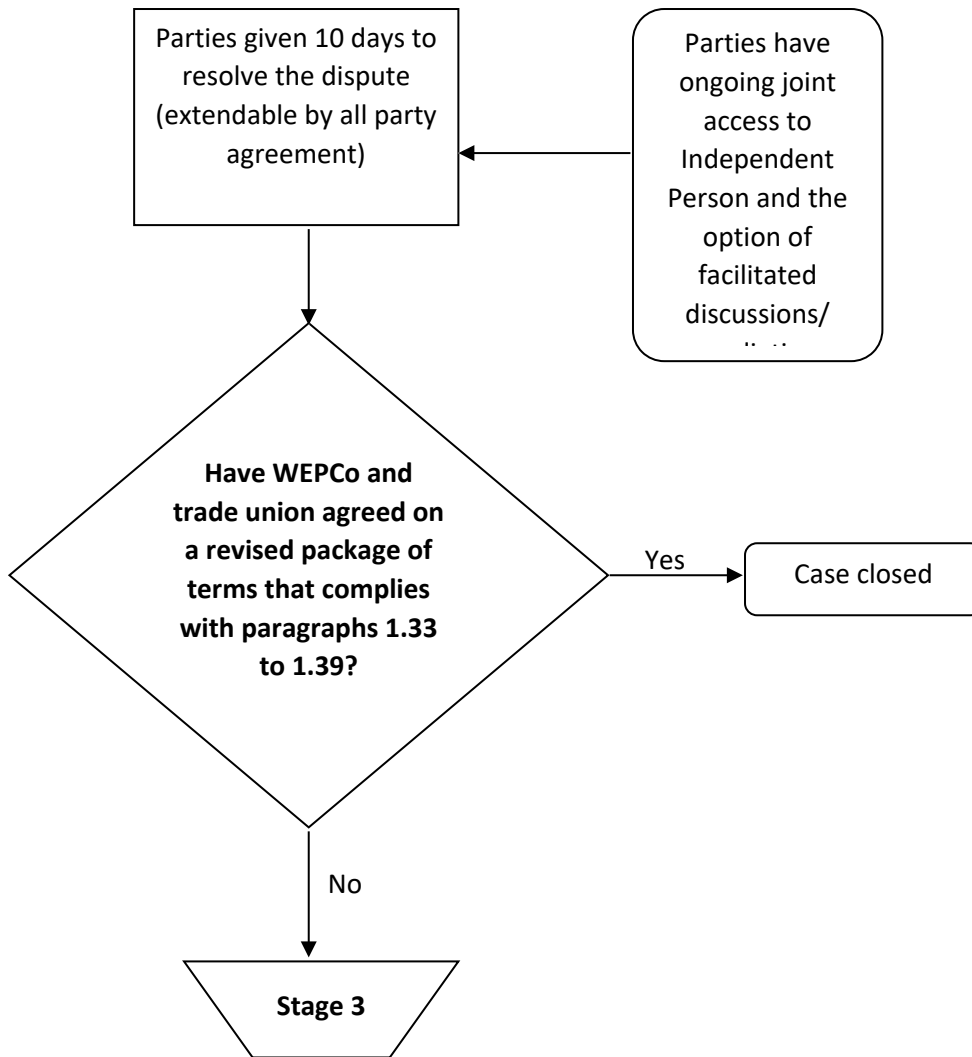 Parties given 10 days to
resolve the dispute
(extendable by all party
agreement)
Parties have
ongoing joint
access to
Independent
Person and the
option of
facilitated
discussions/
Have WEPCo and
trade union agreed on
a revised package of
terms that complies
with paragraphs 1.33
to 1.39?
Yes
Case closed
No
Stage 3